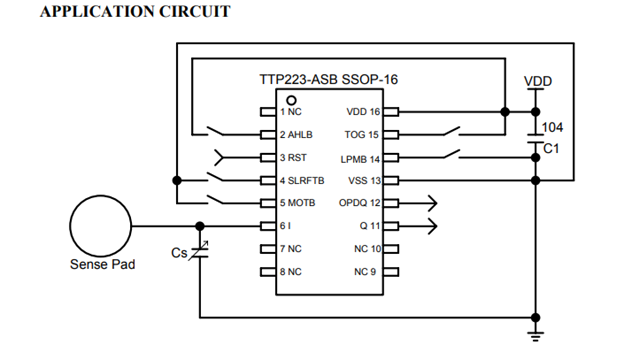 APPLICATION CIRCUIT
TTP223-ASB SSOP-16
VDD
1 NC
VDD 16
2 AHLB
TOG 15
104
3 RST
LPMB 14
C1
4 SLRFTB
VSS 13
5 MOTB
OPDQ 12
6 I
Q 11
Cs
7 NC
NC 10
Sense Pad
8 NC
NC 9